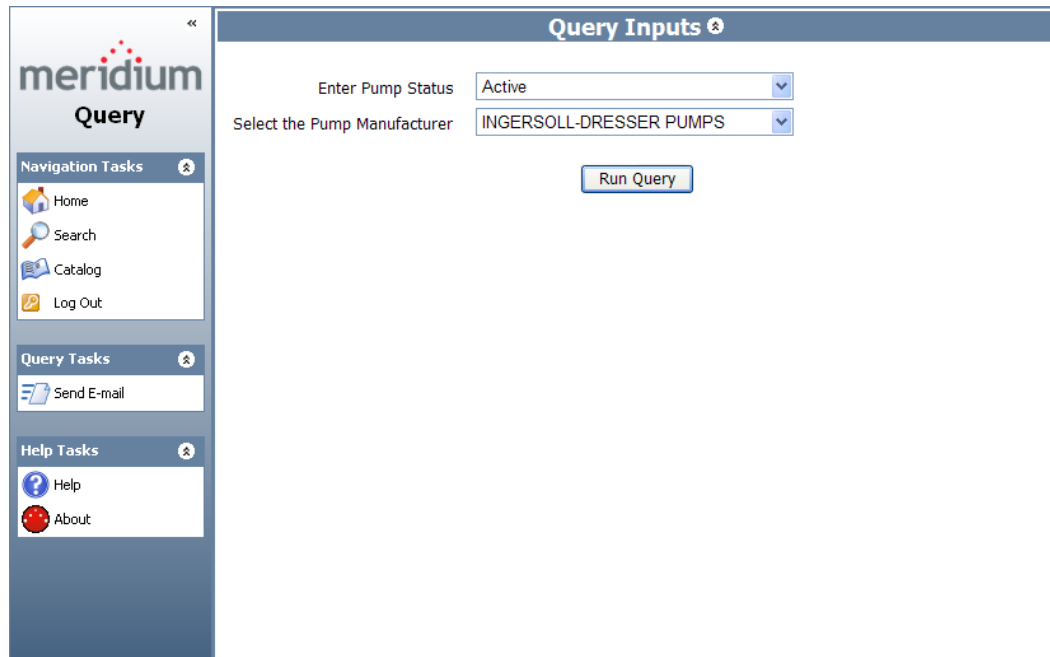 «
meridium
Query
Navigation Tasks
Home
Search
Catalog
Log Out
Query Tasks
Send E-mail
Help Tasks
Help
About
Query Inputs
Enter Pump Status Active
Select the Pump Manufacturer INGERSOLL-DRESSER PUMPS
Run Query